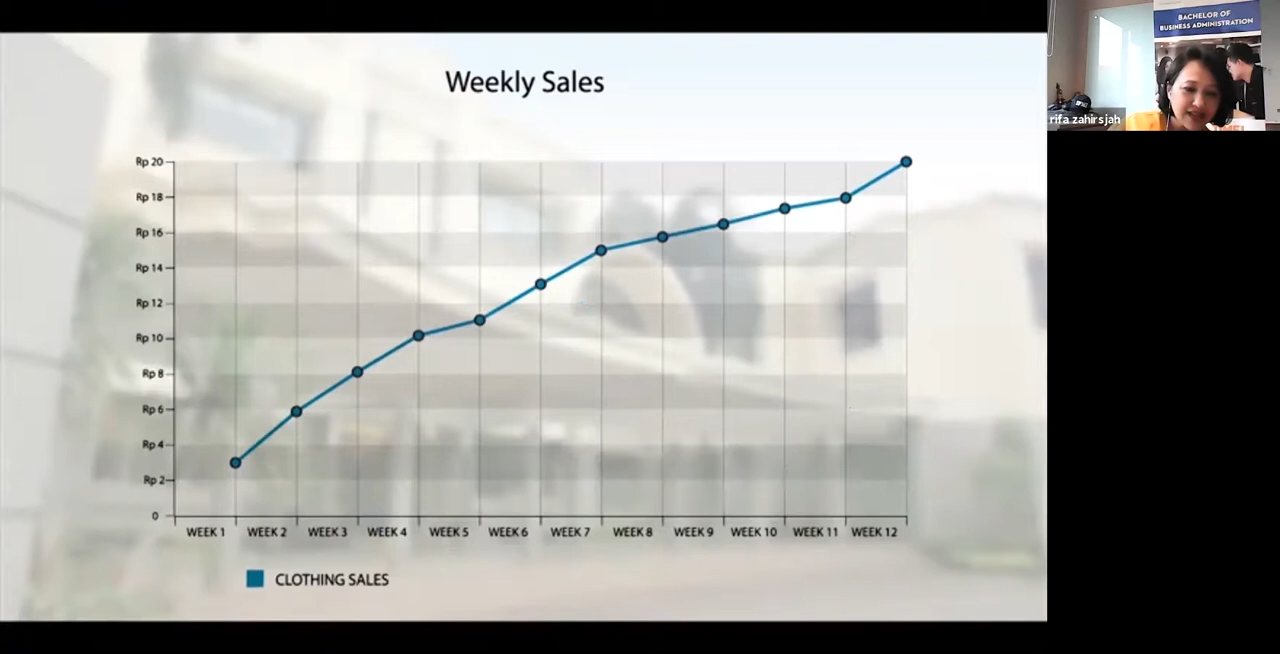 Weekly Sales
Rp 20
Rp 18
Rp 16
Rp 14
Rp 12
Rp 10
Rp 8
Rp 6
Rp 4
Rp 2
0
WEEK 1 WEEK 2 WEEK 3 WEEK 4 WEEK 5 WEEK 6 WEEK 7 WEEK 8 WEEK 9 WEEK 10 WEEK 11 WEEK 12
CLOTHING SALES
BACHELOR OF
BUSINESS ADMINISTRATION
rifa zahirsjah